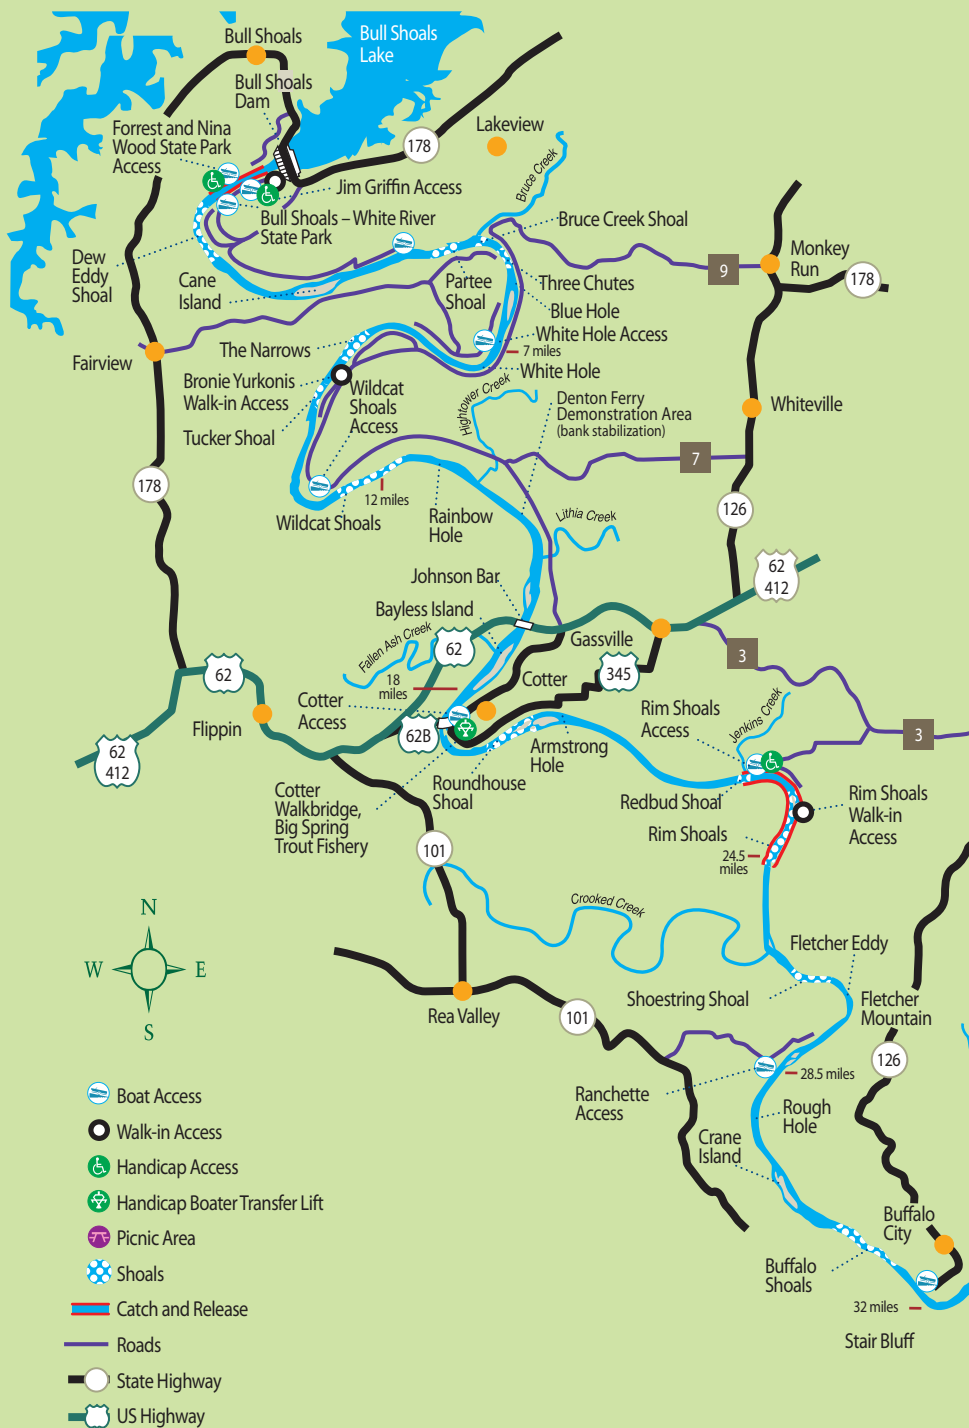 Bull Shoals
Bull Shoals
Lake
Bull Shoals
Dam
Forrest and Nina
Wood State Park
Access
178
Lakeview
Bruce Creek
Jim Griffin Access
Bull Shoals – White River
State Park
Bruce Creek Shoal
Dew
Eddy
Shoal
Cane
Island
Partee
Shoal
Three Chutes
9
Monkey
Run
178
Blue Hole
White Hole Access
7 miles
Fairview
The Narrows
White Hole
Bronie Yurkonis
Walk-in Access
Wildcat
Shoals
Access
Hightower Creek
Denton Ferry
Demonstration Area
(bank stabilization)
Whiteville
Tucker Shoal
7
178
12 miles
Wildcat Shoals
Rainbow
Hole
Lithia Creek
126
62
412
Johnson Bar
Bayless Island
Fallen Ash Creek
62
Gassville
3
62
18
miles
Cotter
345
Cotter
Access
Rim Shoals
Access
Jenkins Creek
Flippin
62B
3
62
412
Armstrong
Hole
Roundhouse
Shoal
Redbud Shoal
Cotter
Walkbridge,
Big Spring
Trout Fishery
Rim Shoals
Walk-in
Access
Rim Shoals
24.5
miles
101
Crooked Creek
N
W
E
S
Fletcher Eddy
Shoestring Shoal
Fletcher
Mountain
Rea Valley
101
126
28.5 miles
Ranchette
Access
Rough
Hole
Crane
Island
Buffalo
City
Buffalo
Shoals
32 miles
Stair Bluff
Boat Access
Walk-in Access
Handicap Access
Handicap Boater Transfer Lift
Picnic Area
Shoals
Catch and Release
Roads
State Highway
US Highway